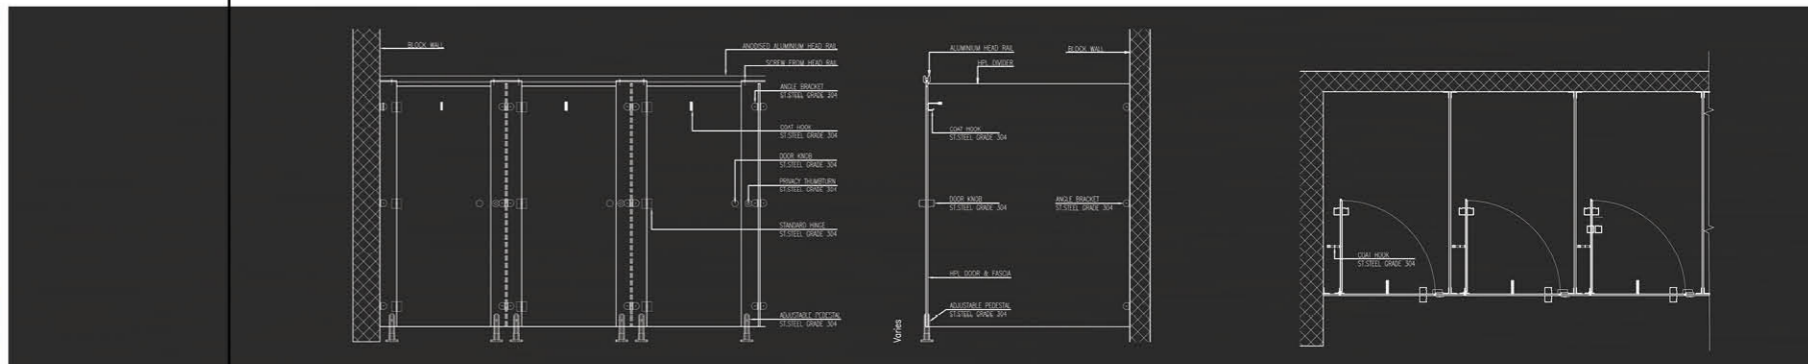 BLOCK WALL
ANODISED ALUMINIUM HEAD RAIL
SCREW FROM HEAD RAIL
ANGLE BRACKET
ST.STEEL GRADE 304
COAT HOOK
ST.STEEL GRADE 304
DOOR KNOB
ST.STEEL GRADE 304
PRIVACY THUMBTURN
ST.STEEL GRADE 304
STANDARD HINGE
ST.STEEL GRADE 304
ADJUSTABLE PEDESTAL
ST.STEEL GRADE 304
ALUMINIUM HEAD RAIL
BLOCK WALL
HPL DIVIDER
COAT HOOK
ST.STEEL GRADE 304
DOOR KNOB
ST.STEEL GRADE 304
ANGLE BRACKET
ST.STEEL GRADE 304
HPL DOOR & FASCIA
ADJUSTABLE PEDESTAL
ST.STEEL GRADE 304
Varies
COAT HOOK
ST.STEEL GRADE 304